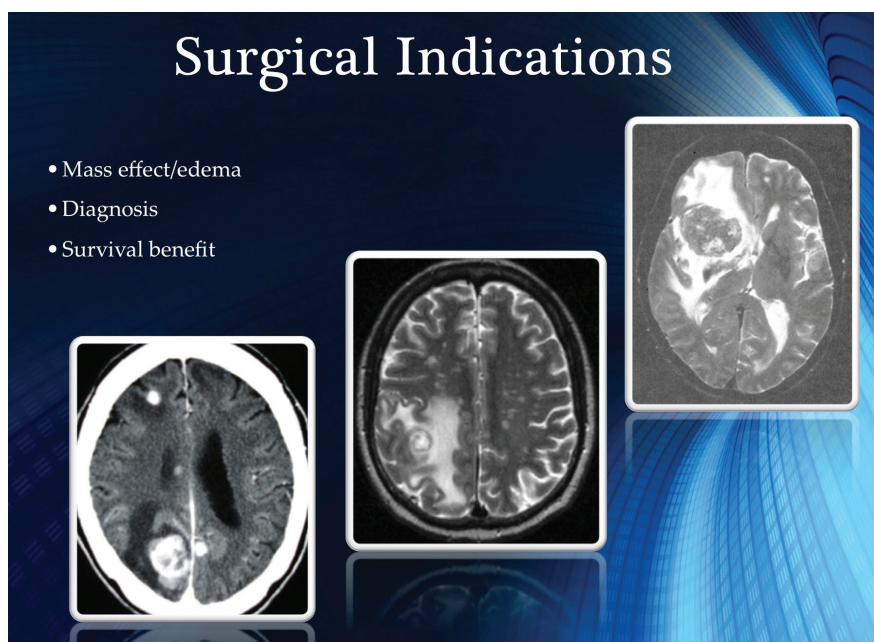 Surgical Indications
• Mass effect/edema
• Diagnosis
• Survival benefit